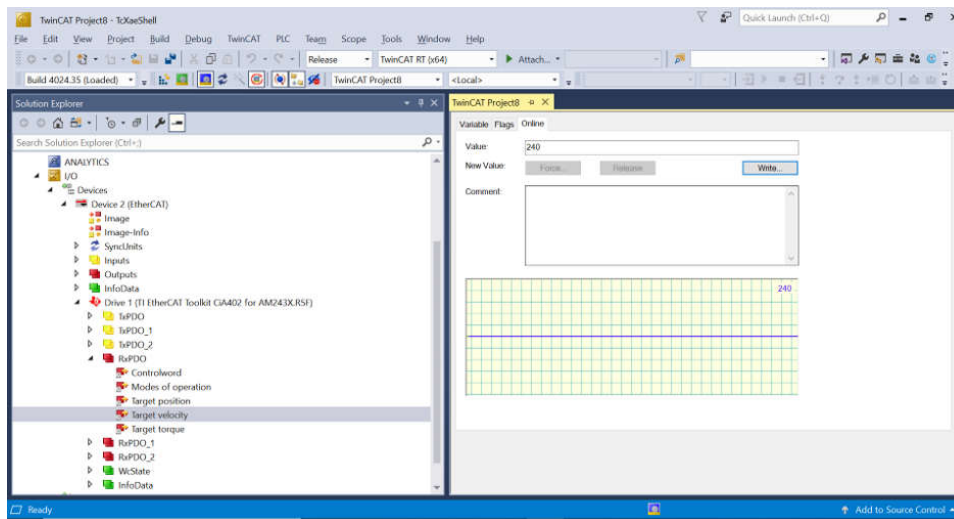 TwinCAT Project8 - TcXaeShell
Quick Launch (Ctrl+Q)
File Edit View Project Build Debug TwinCAT PLC Team Scope Tools Window Help
Release TwinCAT RT (x64) Attach...
Build 4024.35 (Loaded) TwinCAT Project8 <Local>
Solution Explorer
Search Solution Explorer (Ctrl+;)
ANALYTICS
I/O
Devices
Device 2 (EtherCAT)
Image
Image-Info
SyncUnits
Inputs
Outputs
InfoData
Drive 1 (TI EtherCAT Toolkit CiA402 for AM243X.R5F)
TxPDO
TxPDO_1
TxPDO_2
RxPDO
Controlword
Modes of operation
Target position
Target velocity
Target torque
RxPDO_1
RxPDO_2
WcState
InfoData
TwinCAT Project8
Variable Flags Online
Value: 240
New Value: Force... Release Write...
Comment:
240
Ready
Add to Source Control